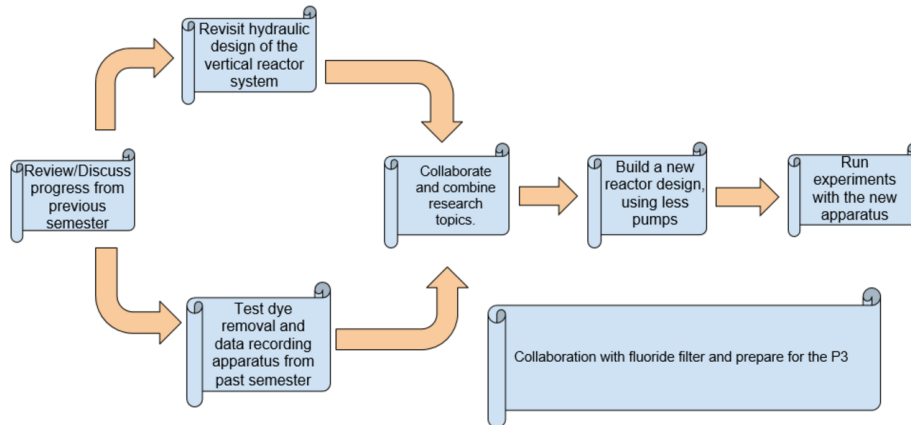 Revisit hydraulic
design of the
vertical reactor
system
Review/Discuss
progress from
previous
semester
Collaborate
and combine
research
topics.
Build a new
reactor design,
using less
pumps
Run
experiments
with the new
apparatus
Test dye
removal and
data recording
apparatus from
past semester
Collaboration with fluoride filter and prepare for the P3